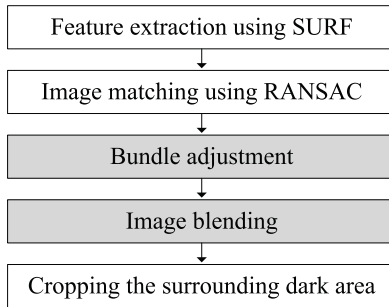 Feature extraction using SURF
Image matching using RANSAC
Bundle adjustment
Image blending
Cropping the surrounding dark area